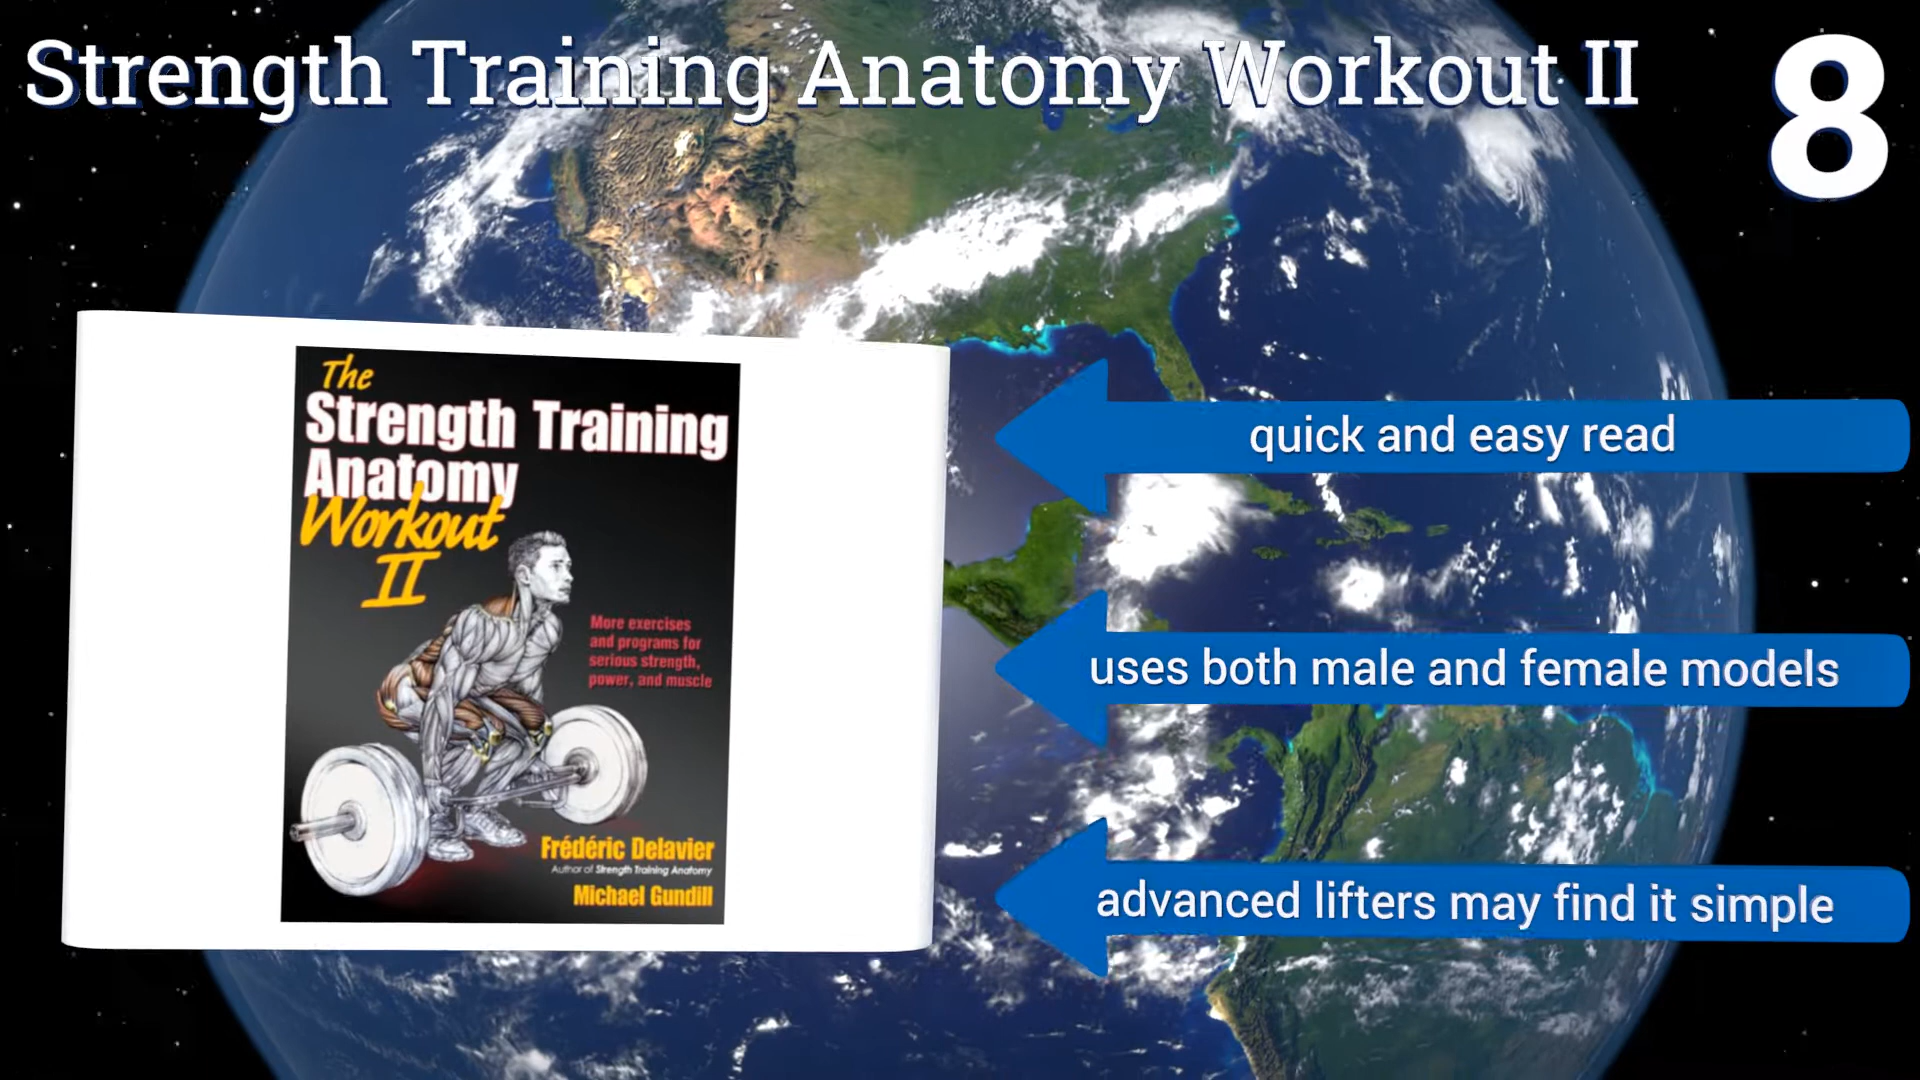 Strength Training Anatomy Workout II
8
The
Strength Training
Anatomy
Workout
II
More exercises
and programs for
serious strength,
power, and muscle
Frédéric Delavier
Author of Strength Training Anatomy
Michael Gundill
quick and easy read
uses both male and female models
advanced lifters may find it simple